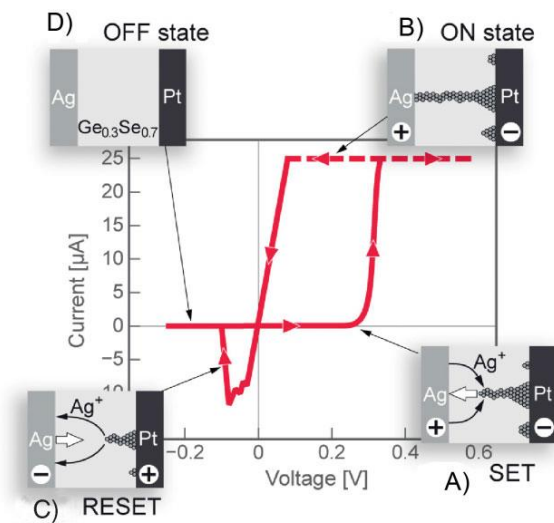 D)
OFF state
B)
ON state
Ag
Pt
Ge0.3Se0.7
Ag
Pt
+
−
25
20
15
10
5
0
−5
10
Current [µA]
−0.2
0
0.2
0.4
0.6
Voltage [V]
Ag+
Ag
Pt
−
+
C)
RESET
Ag+
Ag
Pt
+
−
A)
SET